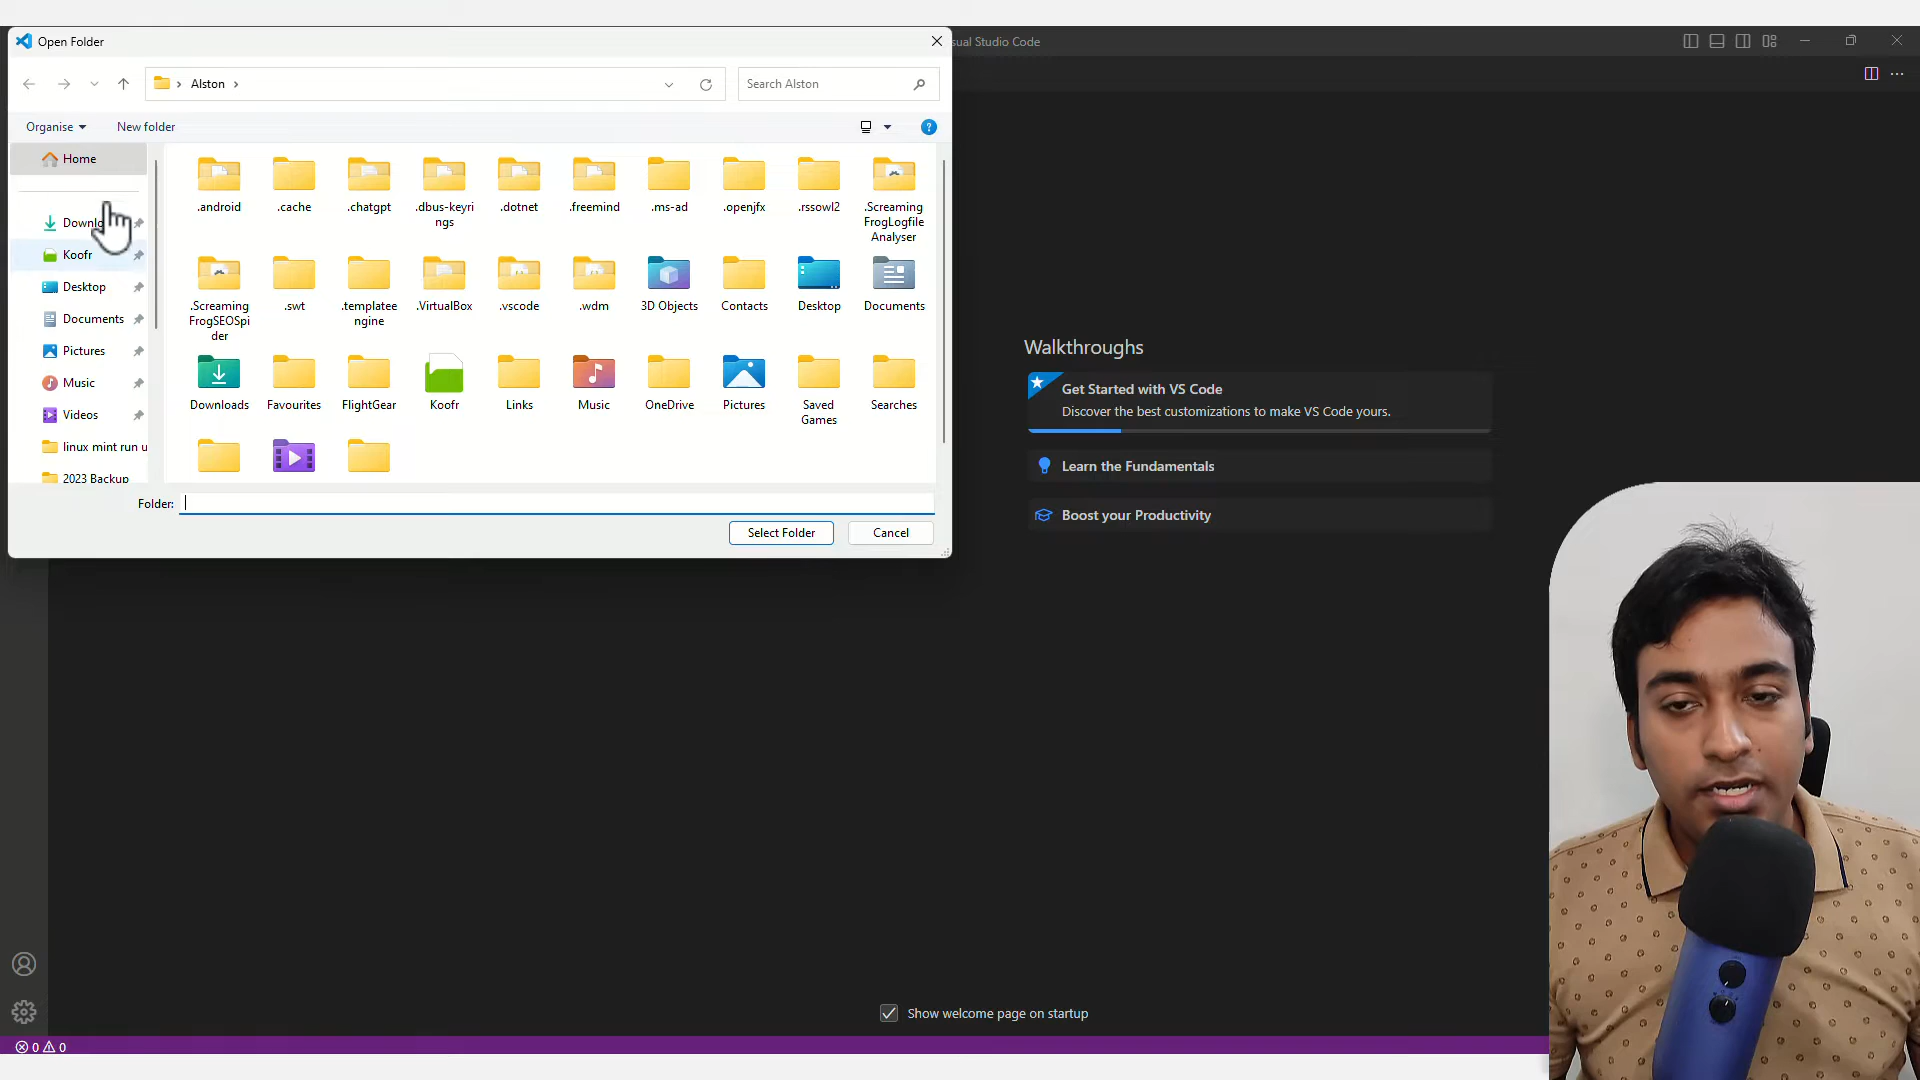 Open Folder
sual Studio Code
Alston
Search Alston
Organise
New folder
Home
Downlo
Koofr
Desktop
Documents
Pictures
Music
Videos
linux mint run u
2023 Backup
.android
.cache
.chatgpt
.dbus-keyri
ngs
.dotnet
.freemind
.ms-ad
.openjfx
.rssowl2
.Screaming
FrogLogfile
Analyser
.Screaming
FrogSEOSpi
der
.swt
.templatee
ngine
.VirtualBox
.vscode
.wdm
3D Objects
Contacts
Desktop
Documents
Downloads
Favourites
FlightGear
Koofr
Links
Music
OneDrive
Pictures
Saved
Games
Searches
Folder:
Select Folder
Cancel
Walkthroughs
Get Started with VS Code
Discover the best customizations to make VS Code yours.
Learn the Fundamentals
Boost your Productivity
Show welcome page on startup
0 0